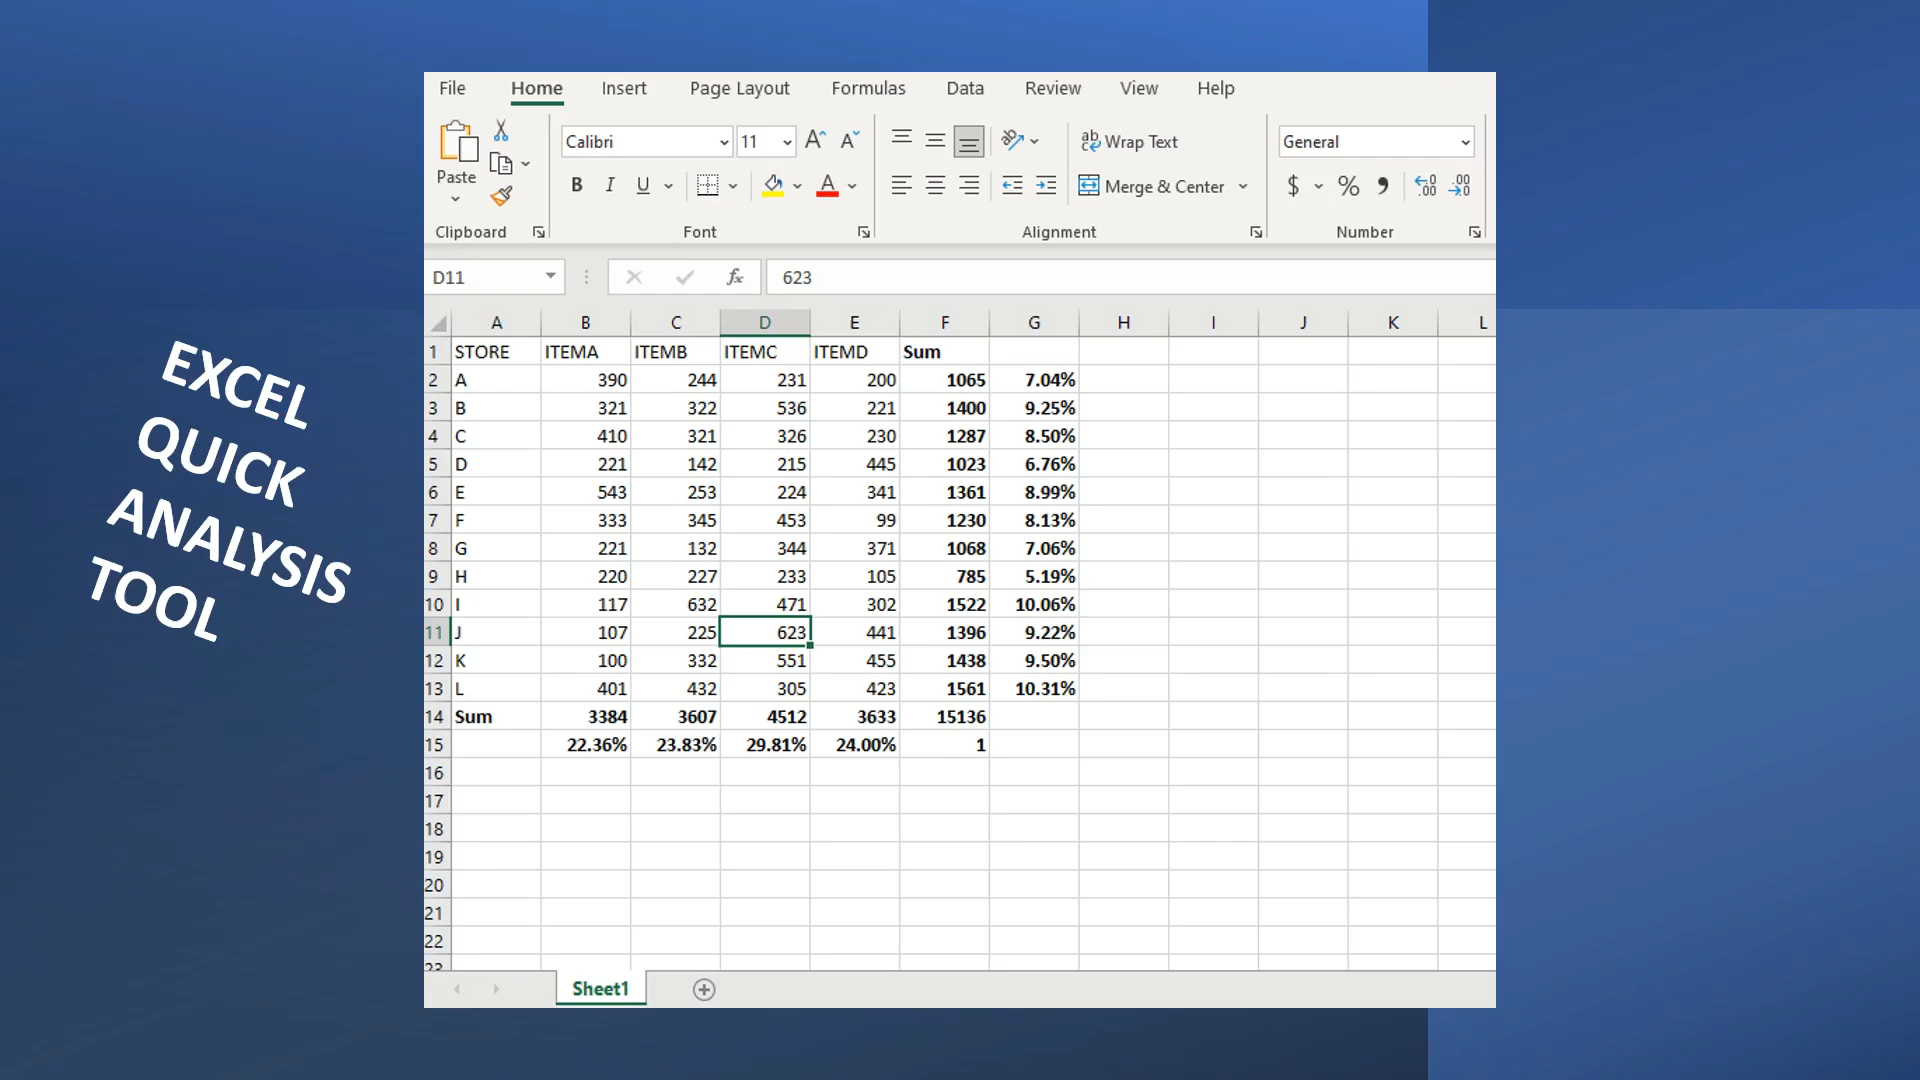 EXCEL
QUICK
ANALYSIS
TOOL
File Home Insert Page Layout Formulas Data Review View Help
Calibri 11 A A ab Wrap Text General
Paste B I U A Merge & Center $ % .00 .00
Clipboard Font Alignment Number
D11 fx 623
A B C D E F G H I J K L
1 STORE ITEMA ITEMB ITEMC ITEMD Sum
2 A 390 244 231 200 1065 7.04%
3 B 321 322 536 221 1400 9.25%
4 C 410 321 326 230 1287 8.50%
5 D 221 142 215 445 1023 6.76%
6 E 543 253 224 341 1361 8.99%
7 F 333 345 453 99 1230 8.13%
8 G 221 132 344 371 1068 7.06%
9 H 220 227 233 105 785 5.19%
10 I 117 632 471 302 1522 10.06%
11 J 107 225 623 441 1396 9.22%
12 K 100 332 551 455 1438 9.50%
13 L 401 432 305 423 1561 10.31%
14 Sum 3384 3607 4512 3633 15136
15 22.36% 23.83% 29.81% 24.00% 1
16
17
18
19
20
21
22
23
Sheet1